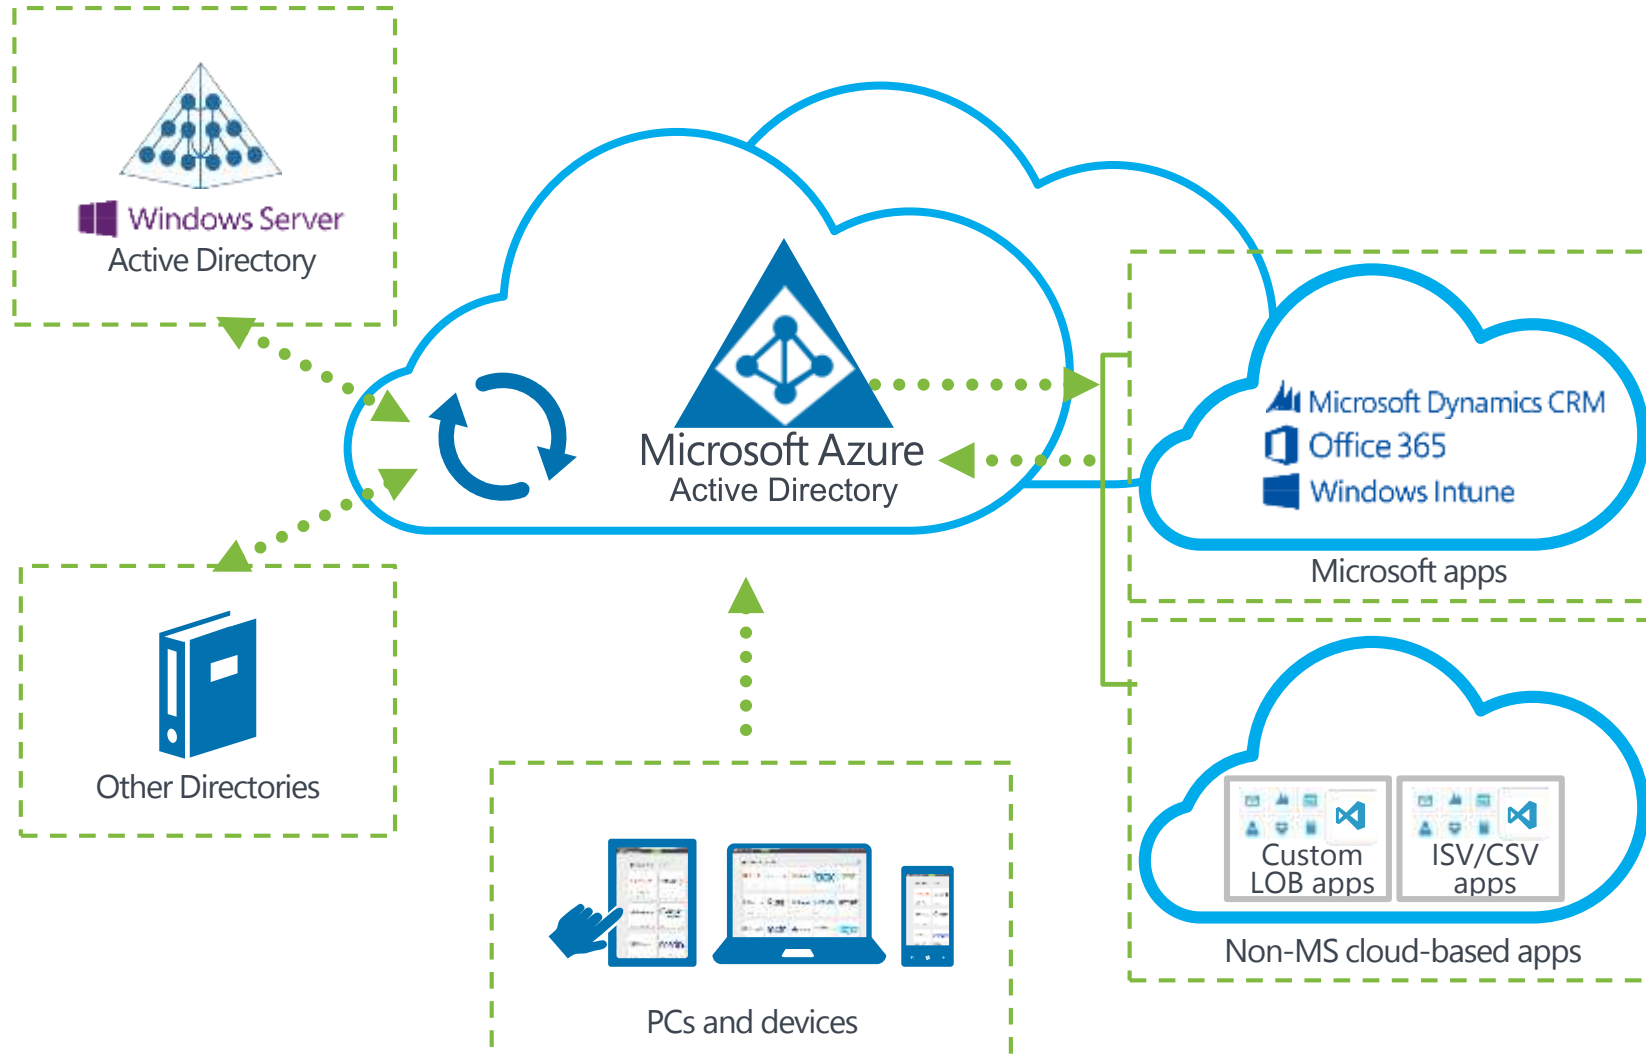 Windows Server
Active Directory
Microsoft Azure
Active Directory
Microsoft Dynamics CRM
Office 365
Windows Intune
Microsoft apps
Other Directories
Custom
LOB apps
ISV/CSV
apps
Non-MS cloud-based apps
PCs and devices